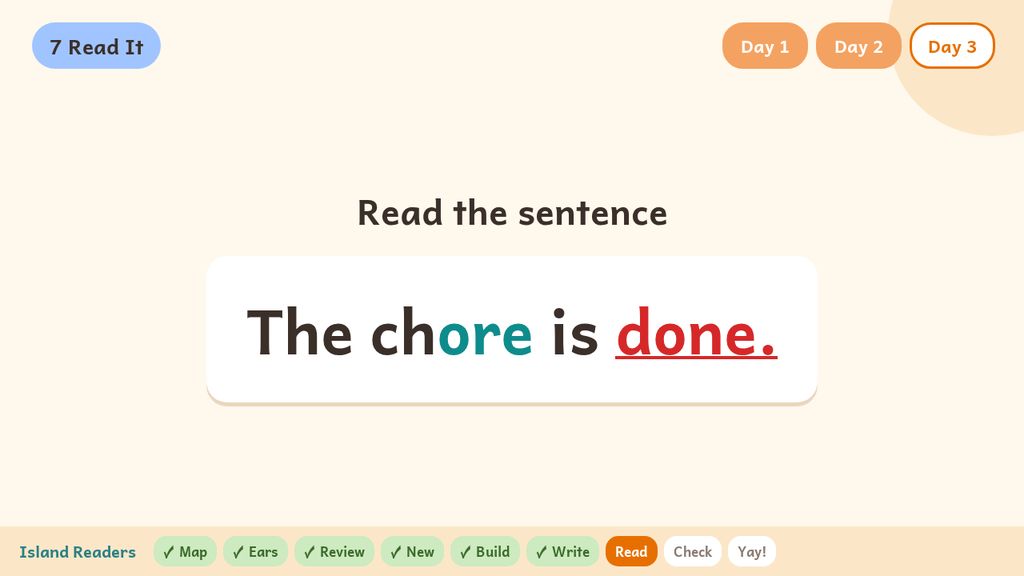 7 Read It
Day 1
Day 2
Day 3
Read the sentence
The chore is done.
Island Readers
✓ Map
✓ Ears
✓ Review
✓ New
✓ Build
✓ Write
Read
Check
Yay!